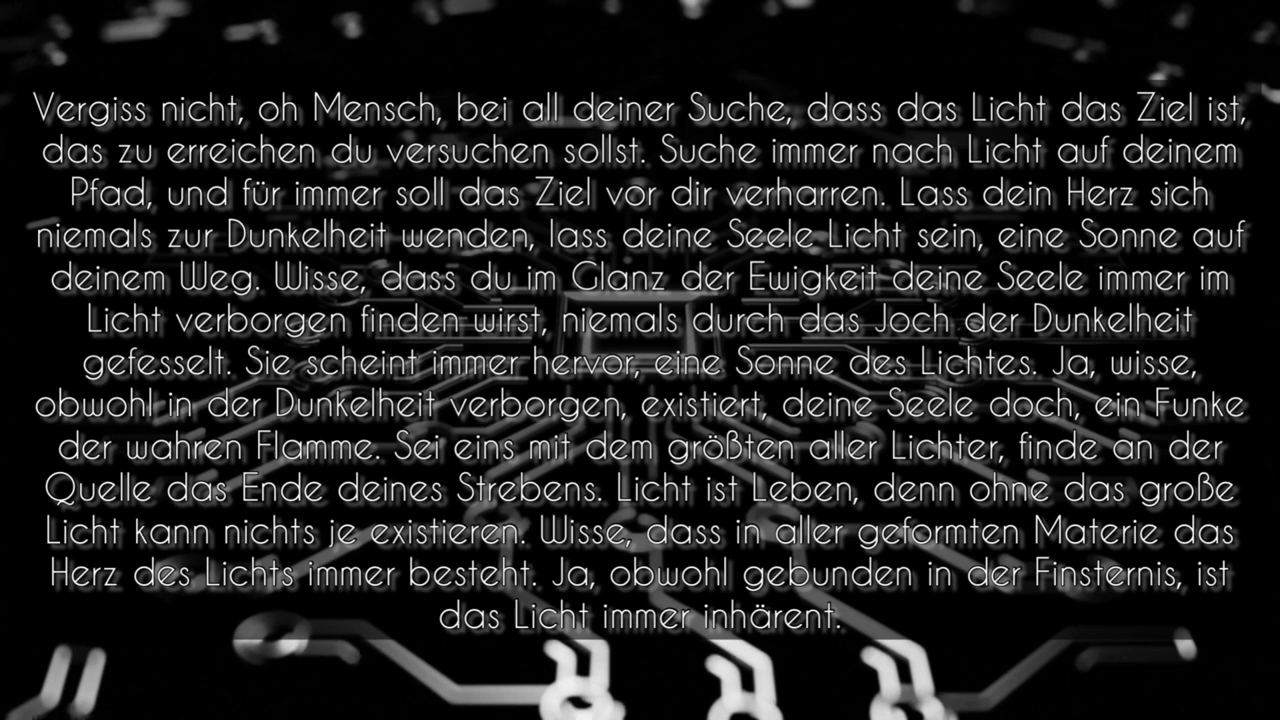 Vergiss nicht, oh Mensch, bei all deiner Suche, dass das Licht das Ziel ist,
das zu erreichen du versuchen sollst. Suche immer nach Licht auf deinem
Pfad, und für immer soll das Ziel vor dir verharren. Lass dein Herz sich
niemals zur Dunkelheit wenden, lass deine Seele Licht sein, eine Sonne auf
deinem Weg. Wisse, dass du im Glanz der Ewigkeit deine Seele immer im
Licht verborgen finden wirst, niemals durch das Joch der Dunkelheit
gefesselt. Sie scheint immer hervor, eine Sonne des Lichtes. Ja, wisse,
obwohl in der Dunkelheit verborgen, existiert, deine Seele doch, ein Funke
der wahren Flamme. Sei eins mit dem größten aller Lichter, finde an der
Quelle das Ende deines Strebens. Licht ist Leben, denn ohne das große
Licht kann nichts je existieren. Wisse, dass in aller geformten Materie das
Herz des Lichts immer besteht. Ja, obwohl gebunden in der Finsternis, ist
das Licht immer inhärent.